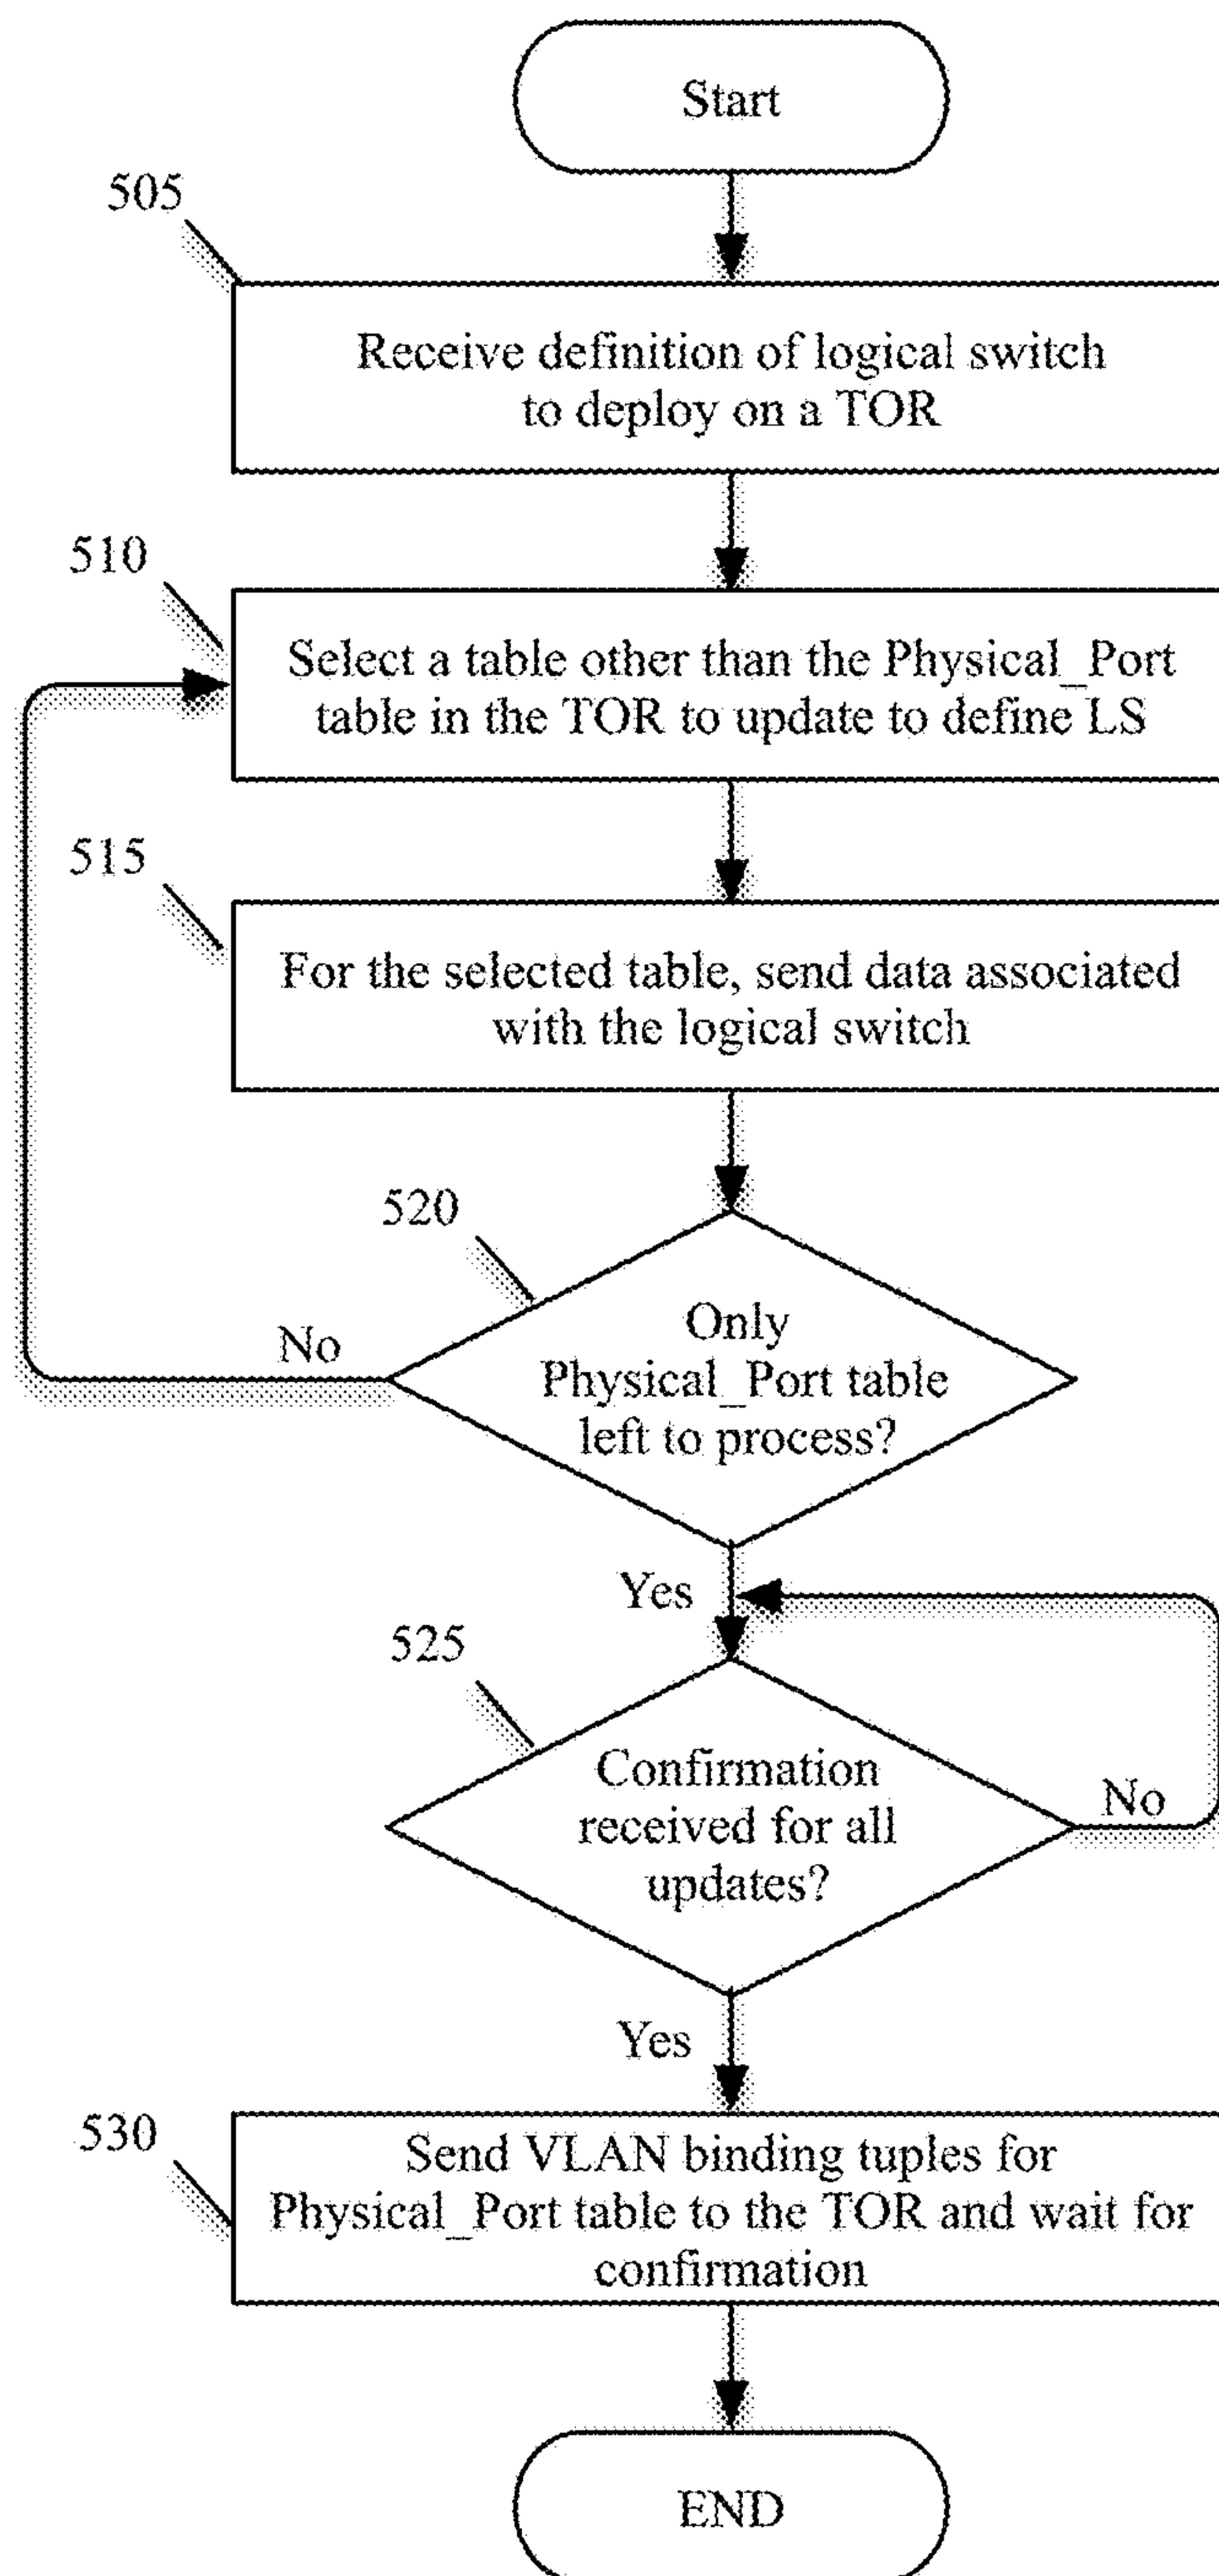 Start
505
Receive definition of logical switch
to deploy on a TOR
510
Select a table other than the Physical_Port
table in the TOR to update to define LS
515
For the selected table, send data associated
with the logical switch
520
Only
Physical_Port table
left to process?
No
Yes
525
Confirmation
received for all
updates?
No
Yes
530
Send VLAN binding tuples for
Physical_Port table to the TOR and wait for
confirmation
END